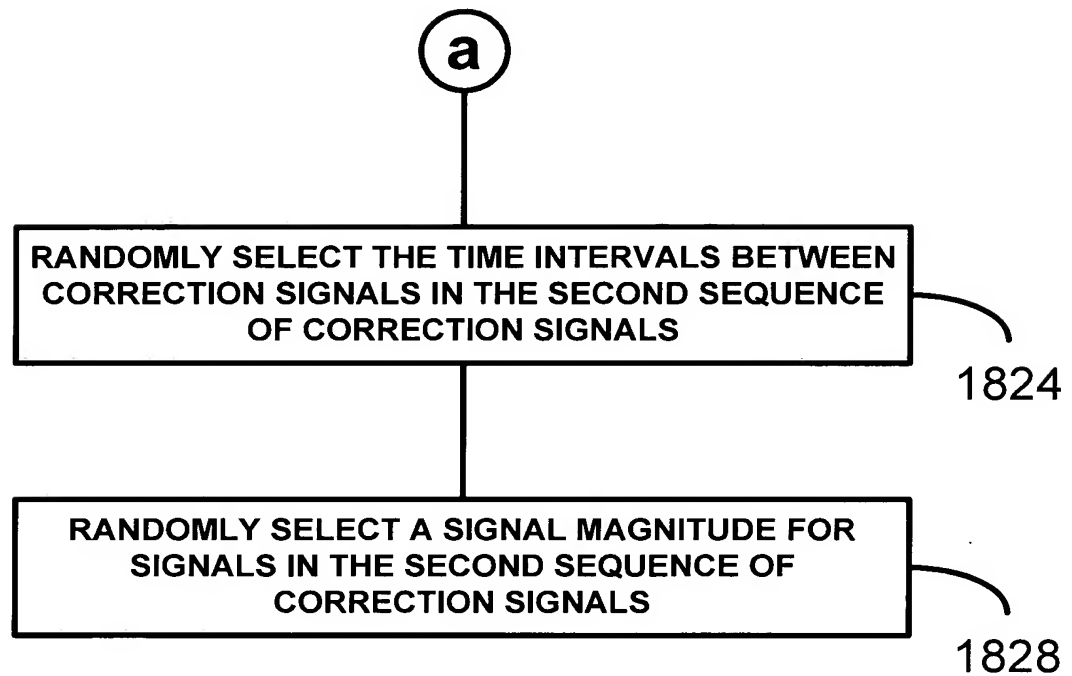 a
RANDOMLY SELECT THE TIME INTERVALS BETWEEN
CORRECTION SIGNALS IN THE SECOND SEQUENCE
OF CORRECTION SIGNALS
1824
RANDOMLY SELECT A SIGNAL MAGNITUDE FOR
SIGNALS IN THE SECOND SEQUENCE OF
CORRECTION SIGNALS
1828